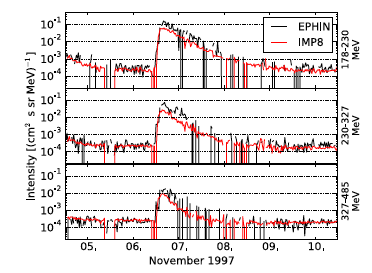 EPHIN
IMP8
10⁻¹
10⁻²
10⁻³
10⁻⁴
178-230
MeV
10⁻¹
10⁻²
10⁻³
10⁻⁴
230-327
MeV
10⁻¹
10⁻²
10⁻³
10⁻⁴
327-485
MeV
Intensity [(cm² s sr MeV)⁻¹]
05. 06. 07. 08. 09. 10.
November 1997